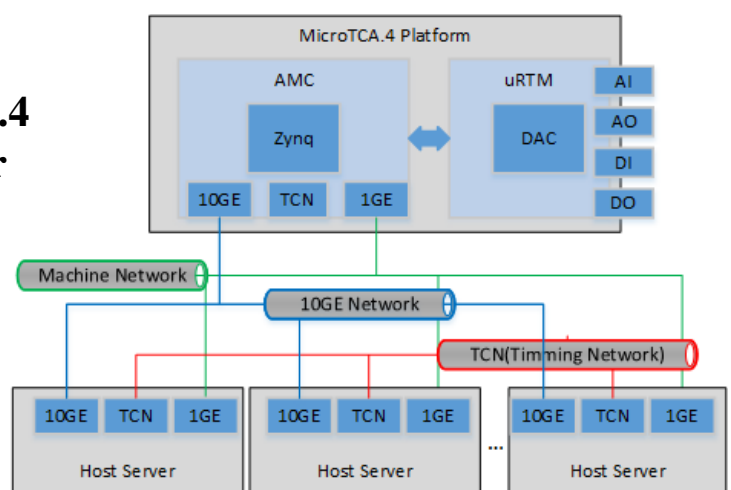 MicroTCA.4 Platform
.4
r
AMC
uRTM
AI
AO
DI
DO
Zynq
DAC
10GE TCN 1GE
Machine Network
10GE Network
TCN(Timming Network)
10GE TCN 1GE
Host Server
10GE TCN 1GE
Host Server
...
10GE TCN 1GE
Host Server